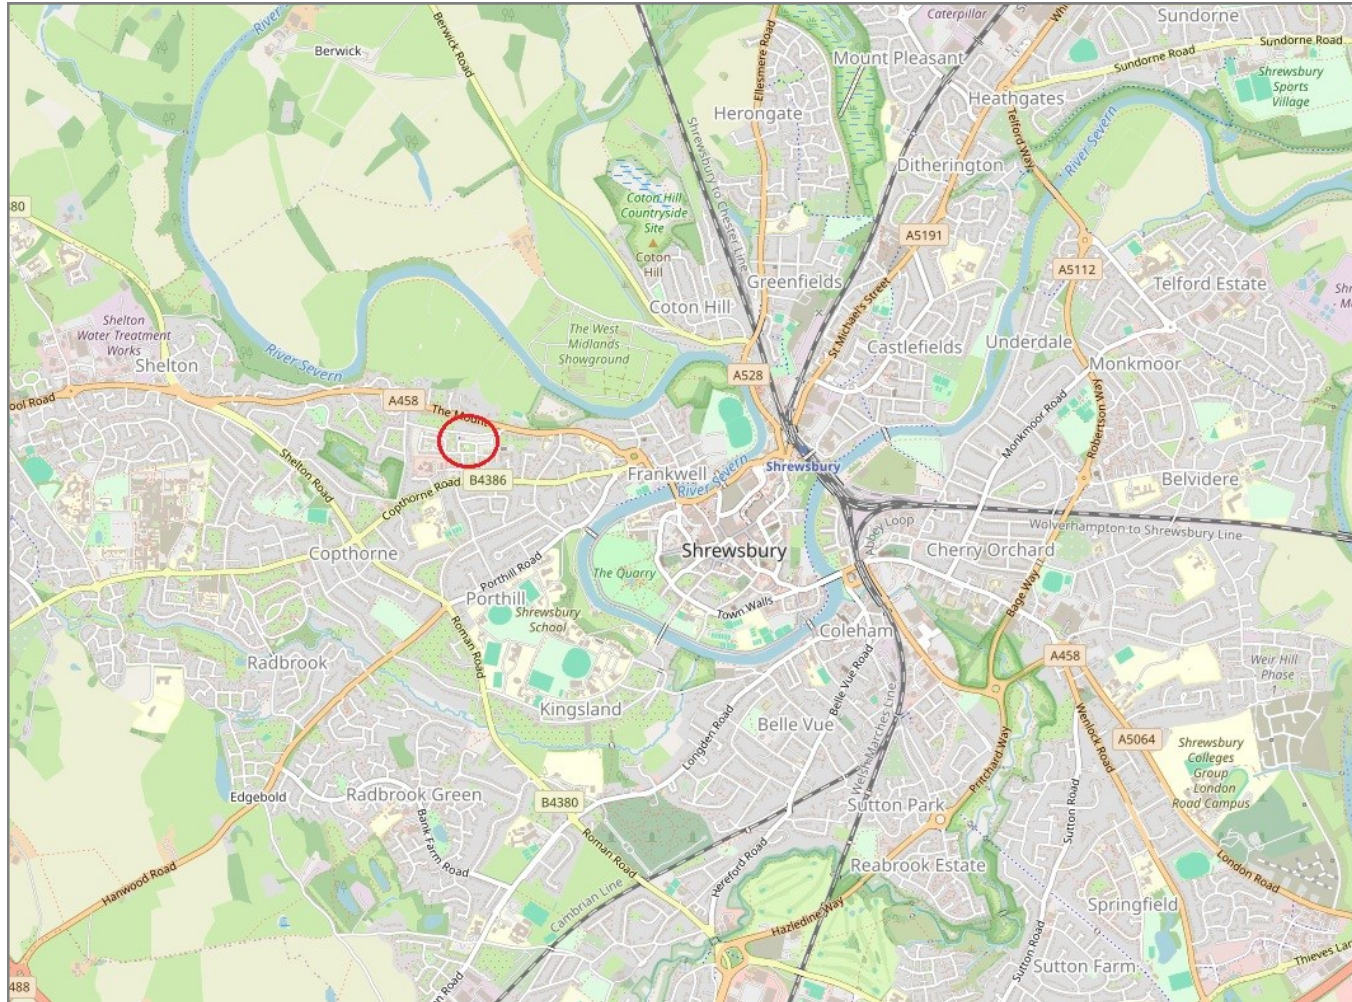 Caterpillar
Sundorne
Berwick
Berwick Road
Ellesmere Road
Mount Pleasant
Sundorne Road
Sundorne Road
Shrewsbury
Sports
Village
Heathgates
Herongate
Telford Way
River Severn
Shrewsbury to Chester Line
Ditherington
Coton Hill
Countryside
Site
Coton
Hill
A5191
A5112
Greenfields
Telford Estate
Coton Hill
St Michael's Street
Shelton
Water Treatment
Works
Shelton
River Severn
The West
Midlands
Showground
Castlefields
Underdale
Monkmoor
A528
A458
The Mount
Monkmoor Road
Robertson Way
Shelton Road
Copthorne Road
B4386
Frankwell
River Severn
Shrewsbury
Belvidere
Abbey Loop
Wolverhampton to Shrewsbury Line
Copthorne
Shrewsbury
Cherry Orchard
Porthill Road
The Quarry
Bage Way
Porthill
Shrewsbury
School
Town Walls
Coleham
Roman Road
Radbrook
A458
Weir Hill
Phase
1
Kingsland
Longden Road
Belle Vue
Belle Vue Road
Welsh Marches Line
Wenlock Road
A5064
Shrewsbury
Colleges
Group
London
Road Campus
Pritchard Way
Edgebold
Radbrook Green
B4380
Sutton Park
Sutton Road
Bank Farm Road
Roman Road
Hereford Road
Reabrook Estate
Hanwood Road
Cambrian Line
Hazledine Way
London Road
Springfield
Sutton Road
Sutton Farm
488